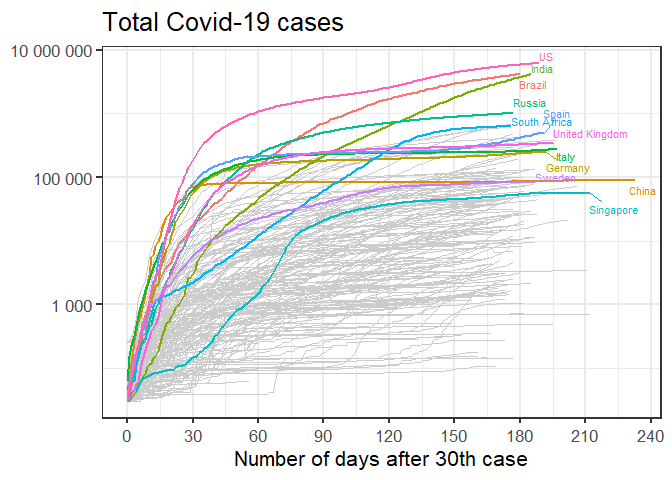 Total Covid-19 cases
10 000 000
100 000
1 000
US
India
Brazil
Russia
Spain
South Africa
United Kingdom
Italy
Germany
Sweden
China
Singapore
0 30 60 90 120 150 180 210 240
Number of days after 30th case